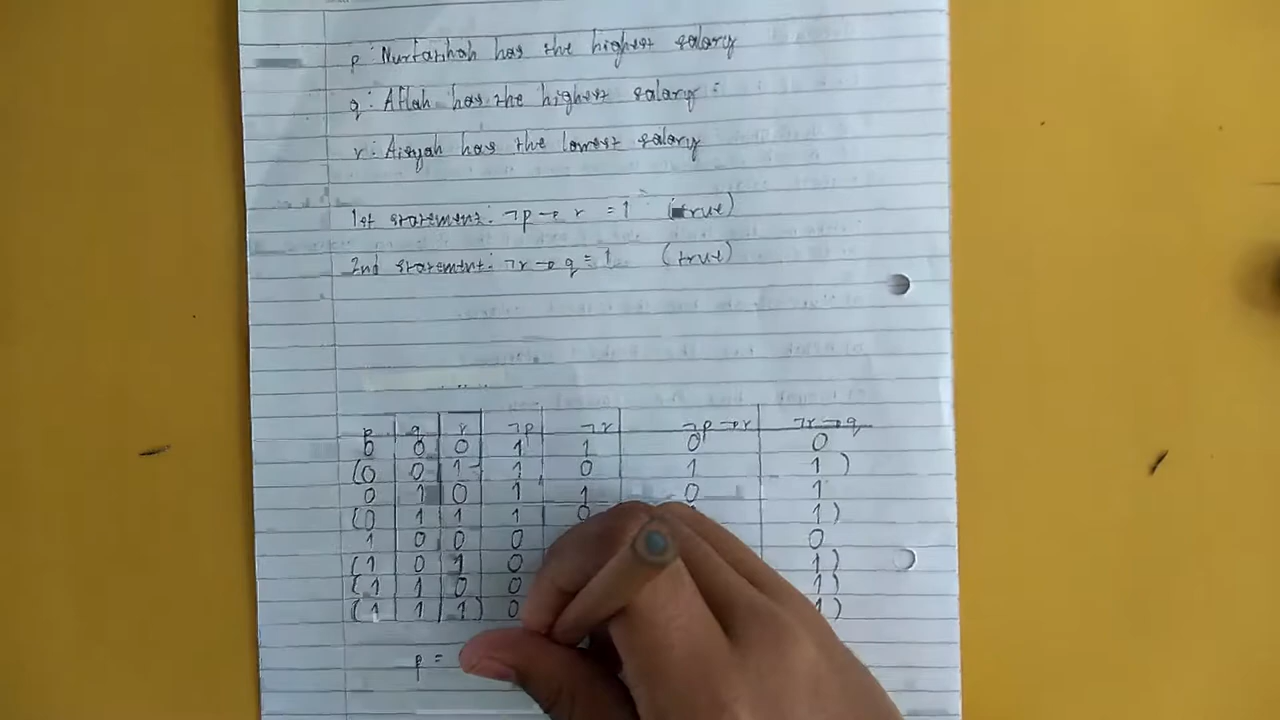 p : Nurfatihah has the highest salary
q : Aflah has the highest salary
r : Aisyah has the lowest salary
1st statement: ¬p → r = 1 (true)
2nd statement: ¬r → q = 1 (true)
p q r ¬p ¬r ¬p → r ¬r → q
0 0 0 1 1 0 0
(0 0 1 1 0 1 1)
0 1 0 1 1 0 1
(0 1 1 1 0 1)
1 0 0 0 0
(1 0 1 0 1)
(1 1 0 0 1)
(1 1 1) 0 1)
p =